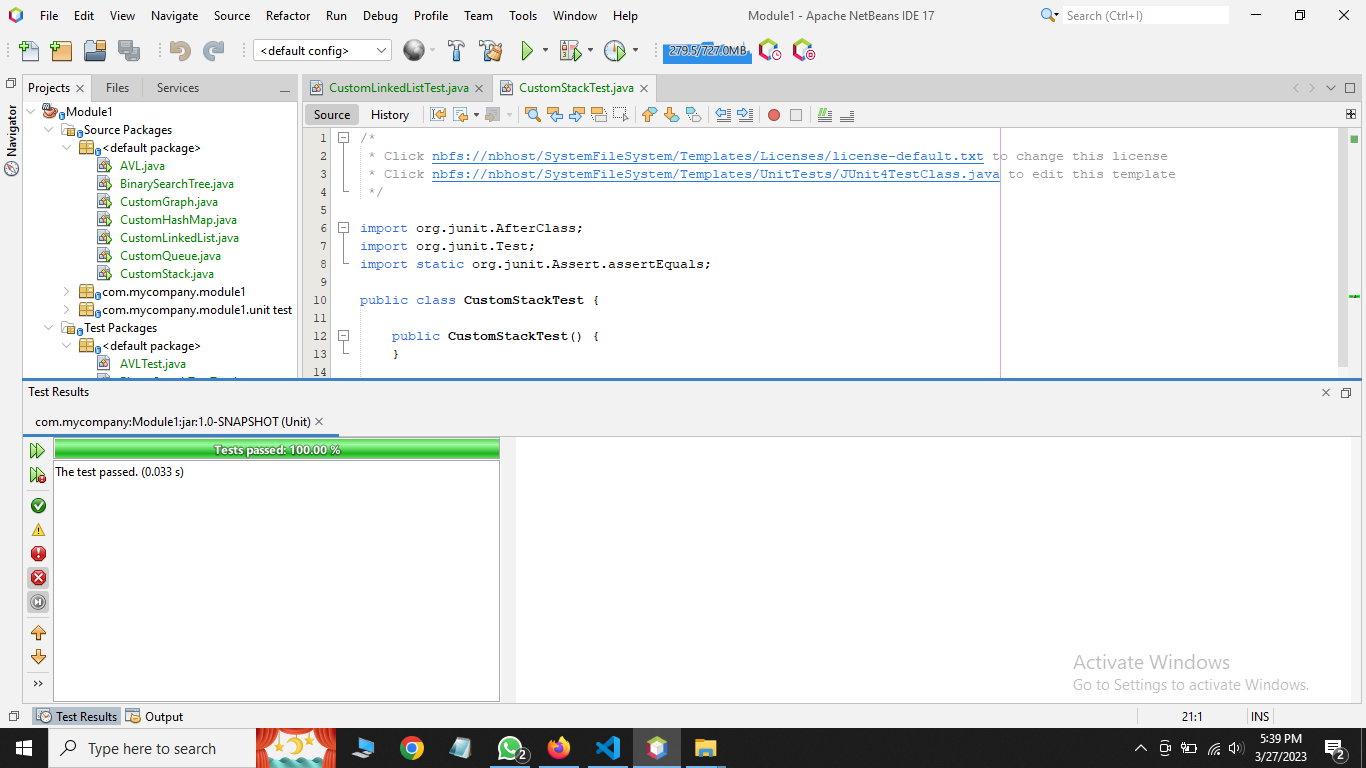 File Edit View Navigate Source Refactor Run Debug Profile Team Tools Window Help
Module1 - Apache NetBeans IDE 17
Search (Ctrl+I)
<default config>
279.5/727.0MB
Projects Files Services
Navigator
Module1
Source Packages
<default package>
AVL.java
BinarySearchTree.java
CustomGraph.java
CustomHashMap.java
CustomLinkedList.java
CustomQueue.java
CustomStack.java
com.mycompany.module1
com.mycompany.module1.unit test
Test Packages
<default package>
AVLTest.java
CustomLinkedListTest.java CustomStackTest.java
Source History
1 /*
2 * Click nbfs://nbhost/SystemFileSystem/Templates/Licenses/license-default.txt to change this license
3 * Click nbfs://nbhost/SystemFileSystem/Templates/UnitTests/JUnit4TestClass.java to edit this template
4 */
5
6 import org.junit.AfterClass;
7 import org.junit.Test;
8 import static org.junit.Assert.assertEquals;
9
10 public class CustomStackTest {
11
12 public CustomStackTest() {
13 }
14
Test Results
com.mycompany:Module1:jar:1.0-SNAPSHOT (Unit)
Tests passed: 100.00 %
The test passed. (0.033 s)
Activate Windows
Go to Settings to activate Windows.
Test Results Output
21:1 INS
Type here to search
2
5:39 PM
3/27/2023
2